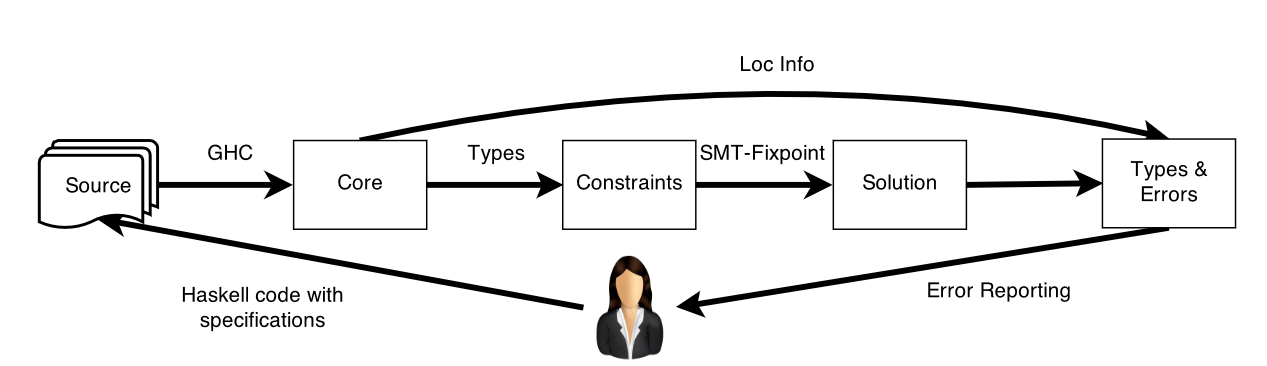 Loc Info
GHC
Types
SMT-Fixpoint
Source
Core
Constraints
Solution
Types &
Errors
Haskell code with
specifications
Error Reporting